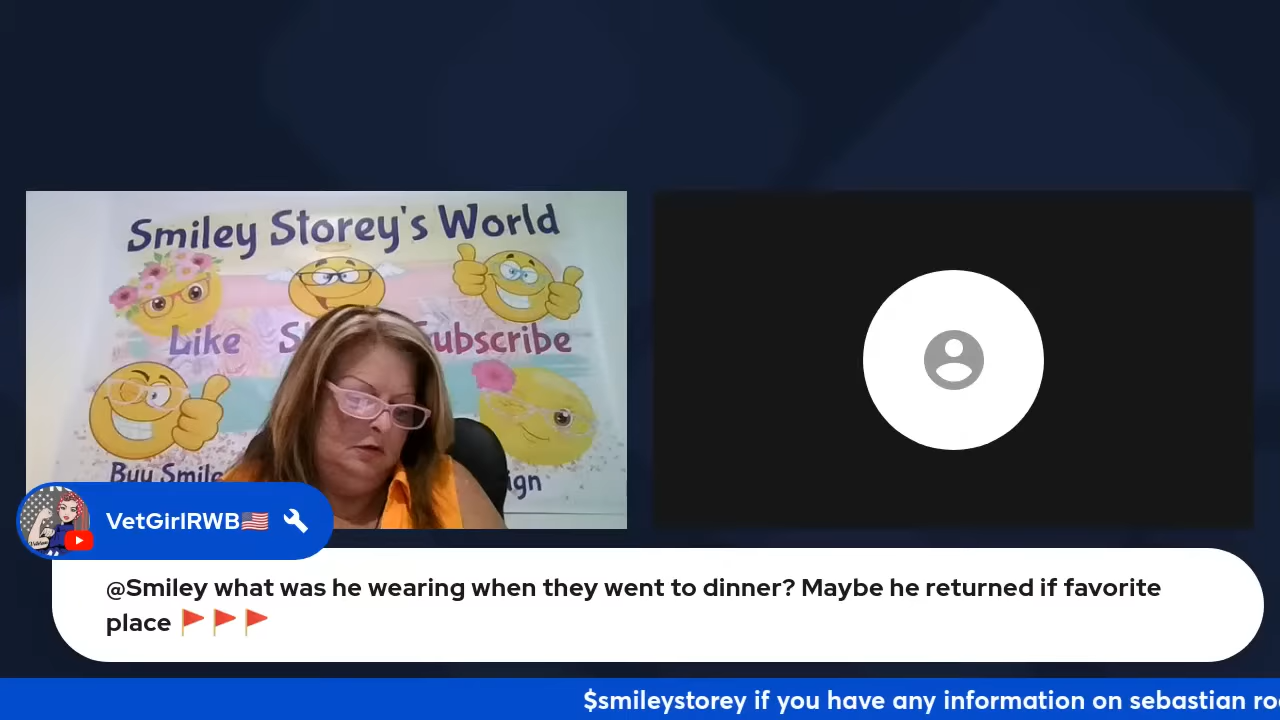 Smiley Storey's World
Like Subscribe
Buy Smile
ign
VetGirlRWB🇺🇸
@Smiley what was he wearing when they went to dinner? Maybe he returned if favorite
place 🚩🚩🚩
$smileystorey if you have any information on sebastian ro